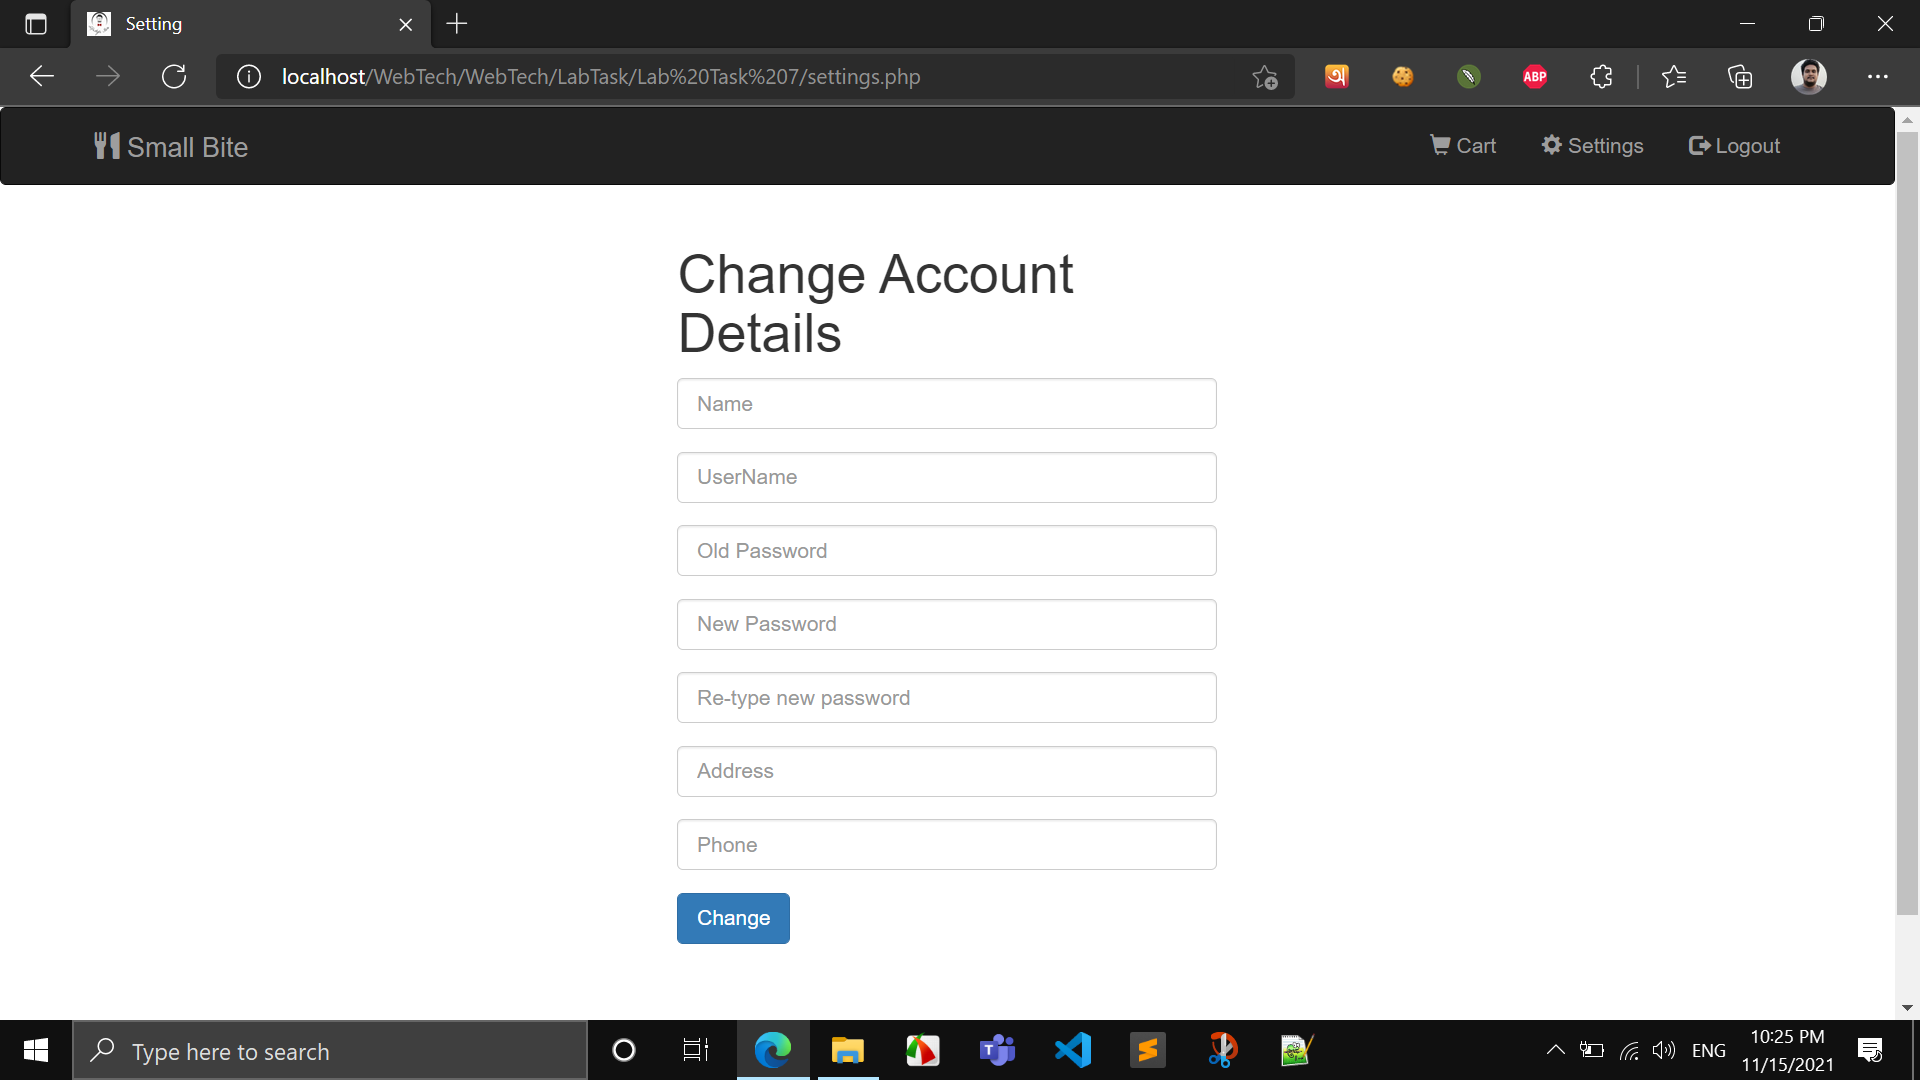 Setting
localhost/WebTech/WebTech/LabTask/Lab%20Task%207/settings.php
অ
ABP
Small Bite
Cart
Settings
Logout
Change Account
Details
Name
UserName
Old Password
New Password
Re-type new password
Address
Phone
Change
Type here to search
ENG
10:25 PM
11/15/2021